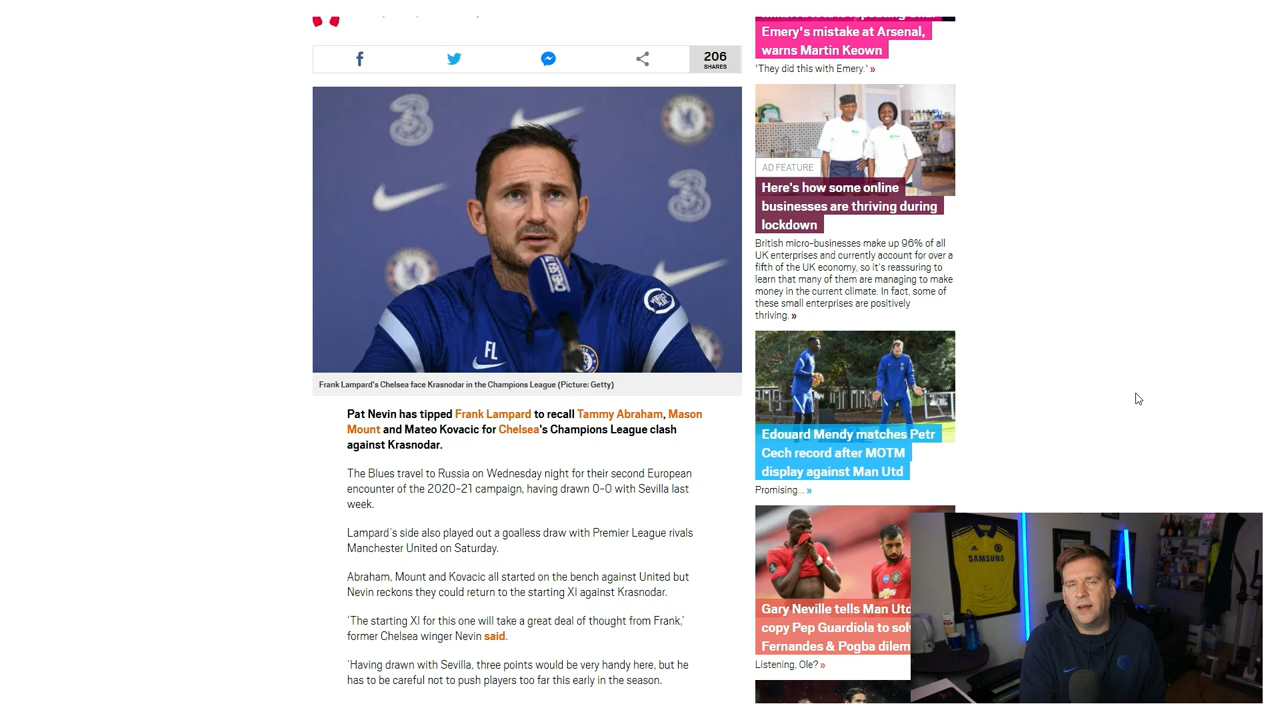 206
SHARES
3
3
CHELSEA TV
FL
Frank Lampard's Chelsea face Krasnodar in the Champions League (Picture: Getty)
Pat Nevin has tipped Frank Lampard to recall Tammy Abraham, Mason
Mount and Mateo Kovacic for Chelsea's Champions League clash
against Krasnodar.
The Blues travel to Russia on Wednesday night for their second European
encounter of the 2020-21 campaign, having drawn 0-0 with Sevilla last
week.
Lampard's side also played out a goalless draw with Premier League rivals
Manchester United on Saturday.
Abraham, Mount and Kovacic all started on the bench against United but
Nevin reckons they could return to the starting XI against Krasnodar.
'The starting XI for this one will take a great deal of thought from Frank,'
former Chelsea winger Nevin said.
'Having drawn with Sevilla, three points would be very handy here, but he
has to be careful not to push players too far this early in the season.
Emery's mistake at Arsenal,
warns Martin Keown
'They did this with Emery.' »
AD FEATURE
Here's how some online
businesses are thriving during
lockdown
British micro-businesses make up 96% of all
UK enterprises and currently account for over a
fifth of the UK economy, so it's reassuring to
learn that many of them are managing to make
money in the current climate. In fact, some of
these small enterprises are positively
thriving. »
Edouard Mendy matches Petr
Cech record after MOTM
display against Man Utd
Promising... »
Gary Neville tells Man Utd
copy Pep Guardiola to sol
Fernandes & Pogba dilem
Listening, Ole? »
SAMSUNG